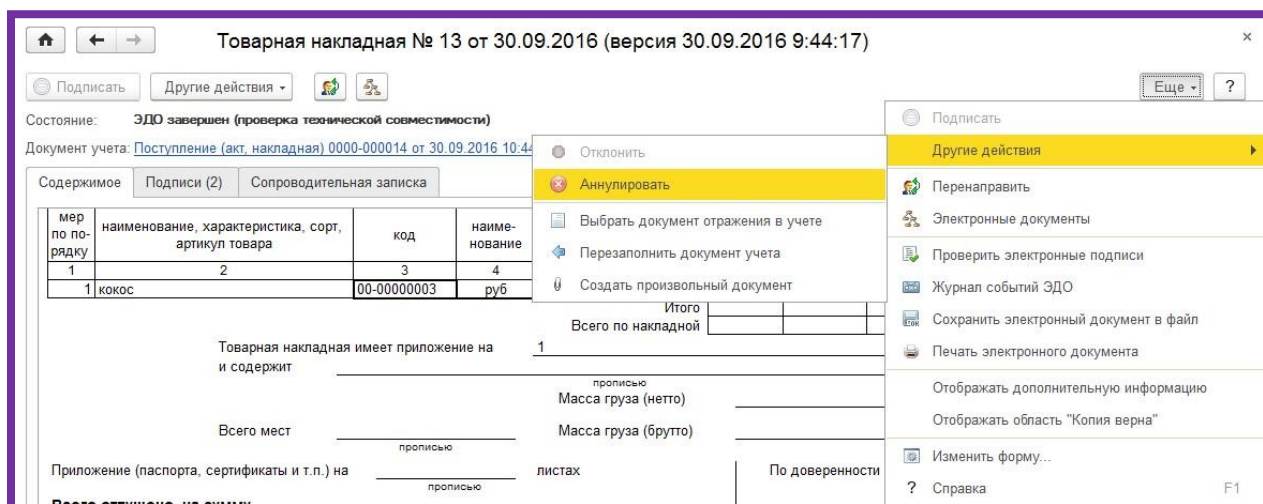 Товарная накладная № 13 от 30.09.2016 (версия 30.09.2016 9:44:17)
Подписать Другие действия Еще ?
Состояние: ЭДО завершен (проверка технической совместимости)
Документ учета: Поступление (акт, накладная) 0000-000014 от 30.09.2016 10:44
Содержимое Подписи (2) Сопроводительная записка
мер по по- рядку наименование, характеристика, сорт, артикул товара код наиме- нование
1 2 3 4
1 кокос 00-00000003 руб
Итого
Всего по накладной
Товарная накладная имеет приложение на 1
и содержит
прописью
Масса груза (нетто)
Всего мест Масса груза (брутто)
прописью
Приложение (паспорта, сертификаты и т.п.) на листах По доверенности
прописью
Отклонить
Аннулировать
Выбрать документ отражения в учете
Перезаполнить документ учета
Создать произвольный документ
Подписать
Другие действия
Перенаправить
Электронные документы
Проверить электронные подписи
Журнал событий ЭДО
Сохранить электронный документ в файл
Печать электронного документа
Отображать дополнительную информацию
Отображать область "Копия верна"
Изменить форму...
Справка F1